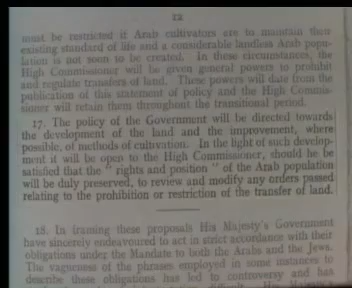 12
must be restricted if Arab cultivators are to maintain their
existing standard of life and a considerable landless Arab popu-
lation is not soon to be created. In these circumstances, the
High Commissioner will be given general powers to prohibit
and regulate transfers of land. These powers will date from the
publication of this statement of policy and the High Commis-
sioner will retain them throughout the transitional period.
17. The policy of the Government will be directed towards
the development of the land and the improvement, where
possible, of methods of cultivation. In the light of such develop-
ment it will be open to the High Commissioner, should he be
satisfied that the " rights and position " of the Arab population
will be duly preserved, to review and modify any orders passed
relating to the prohibition or restriction of the transfer of land.
18. In framing these proposals His Majesty's Government
have sincerely endeavoured to act in strict accordance with their
obligations under the Mandate to both the Arabs and the Jews.
The vagueness of the phrases employed in some instances to
describe these obligations has led to controversy and has